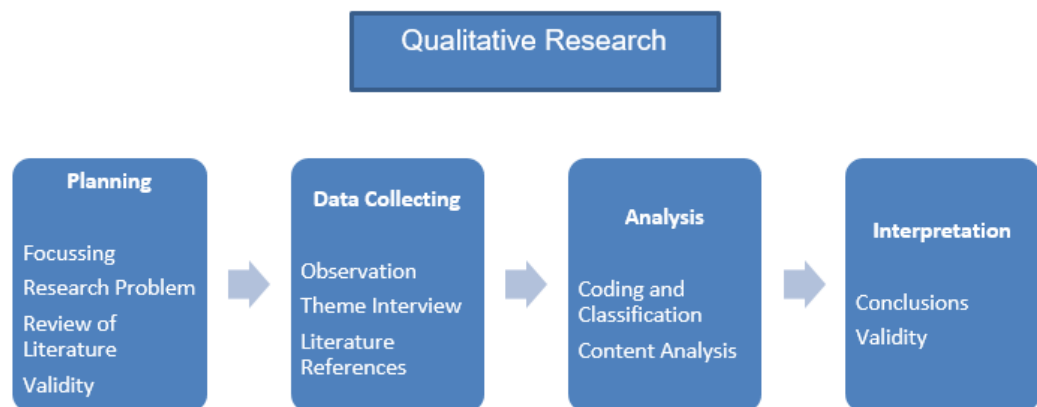 Qualitative Research
Planning
Focussing
Research Problem
Review of
Literature
Validity
Data Collecting
Observation
Theme Interview
Literature
References
Analysis
Coding and
Classification
Content Analysis
Interpretation
Conclusions
Validity